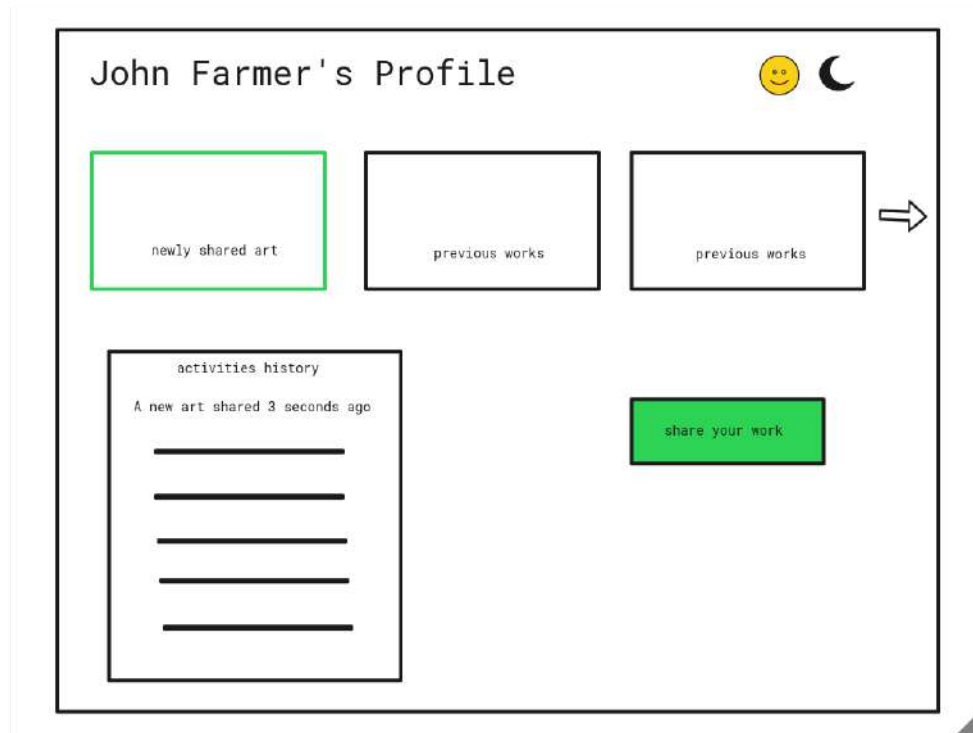 John Farmer's Profile
newly shared art
previous works
previous works
activities history
A new art shared 3 seconds ago
share your work